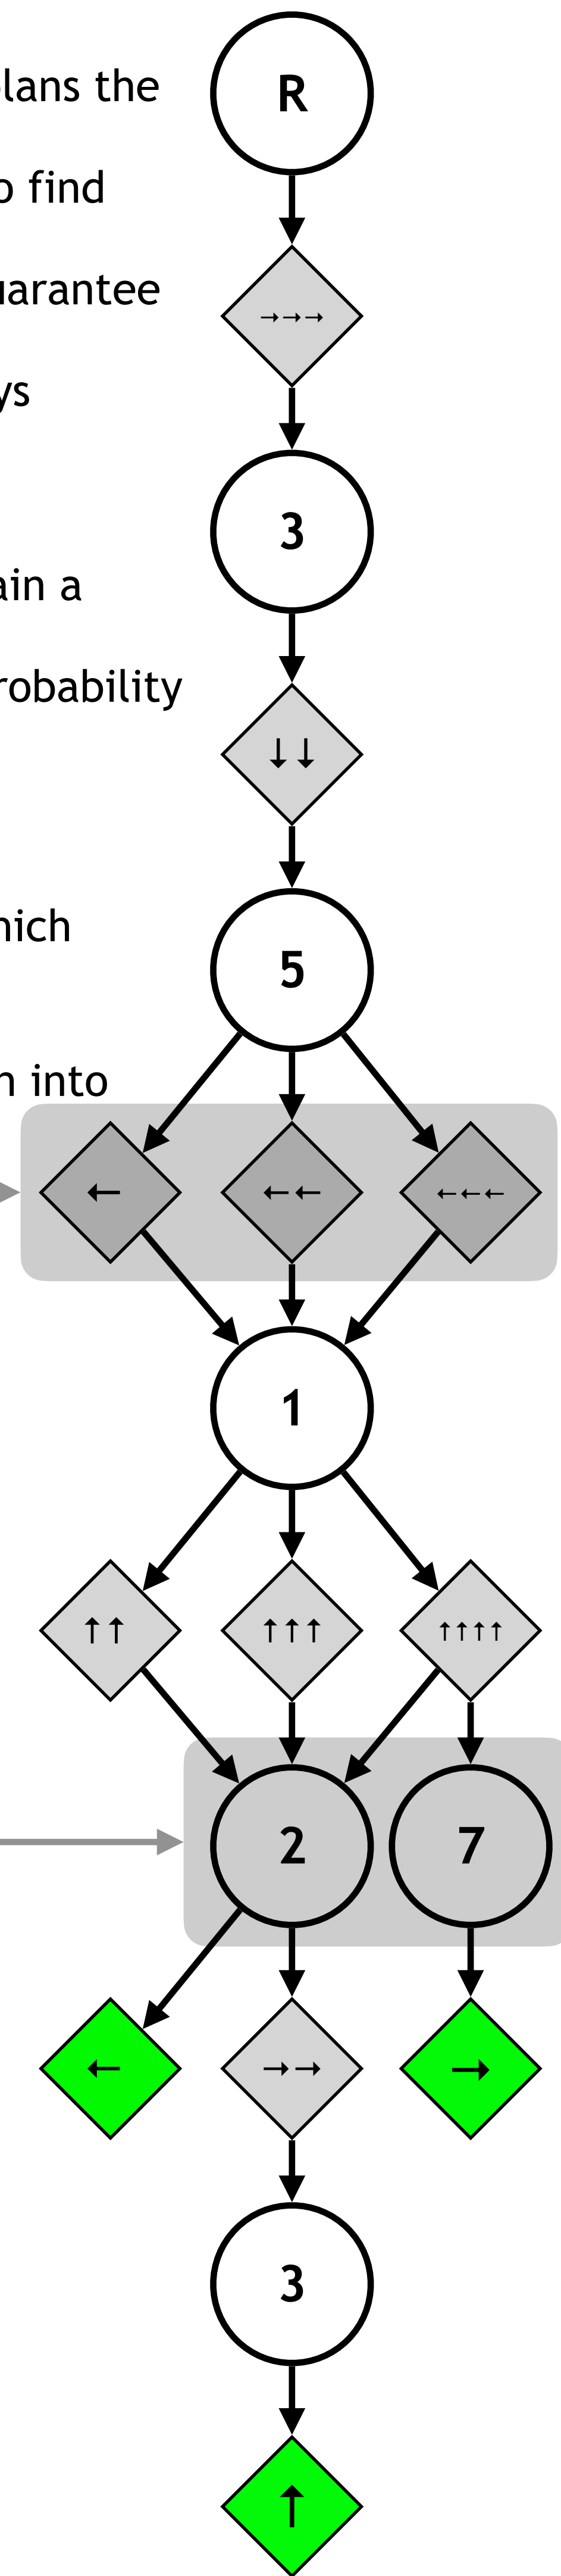 lans the
R
o find
uarantee
→→→
ys
3
ain a
robability
↓↓
hich
5
n into
←
←←
←←←
1
↑↑
↑↑↑
↑↑↑↑
2
7
←
→→
→
3
↑